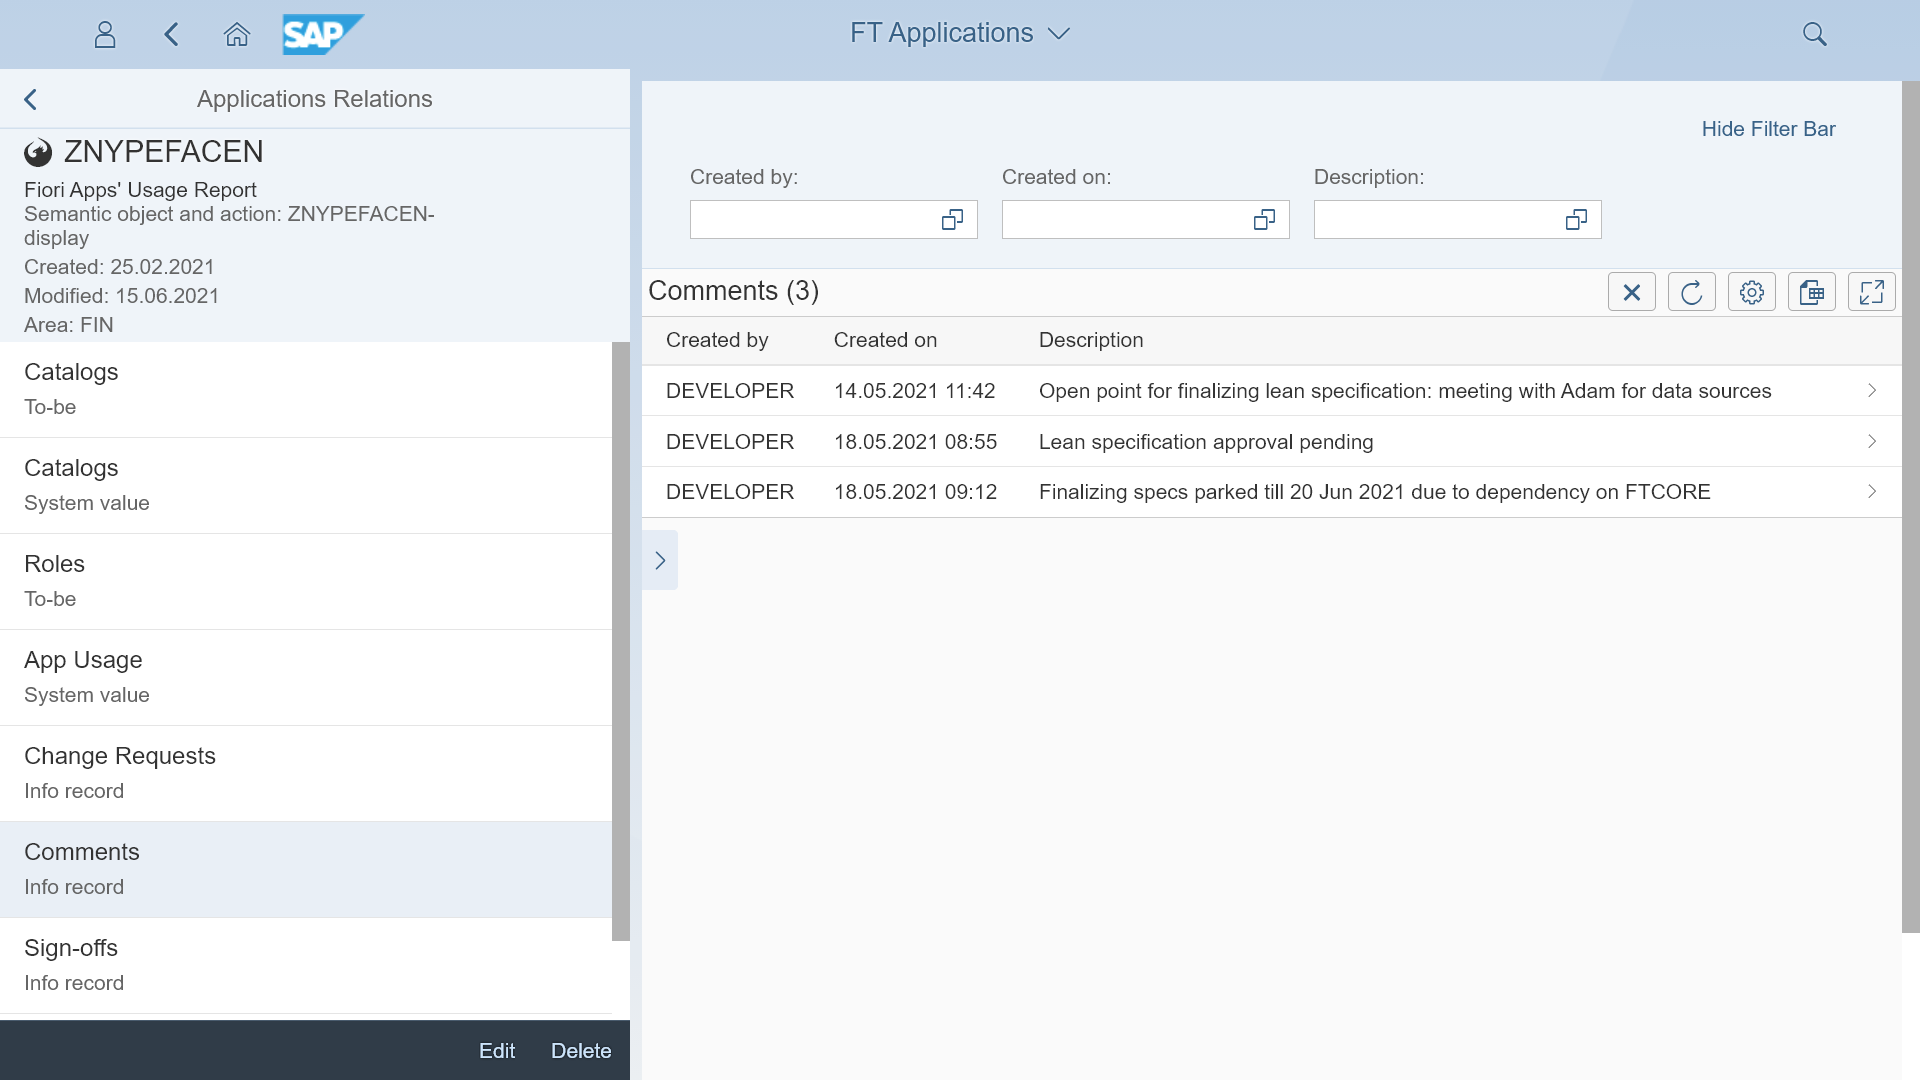 SAP
FT Applications
Applications Relations
ZNYPEFACEN
Fiori Apps' Usage Report
Semantic object and action: ZNYPEFACEN-
display
Created: 25.02.2021
Modified: 15.06.2021
Area: FIN
Catalogs
To-be
Catalogs
System value
Roles
To-be
App Usage
System value
Change Requests
Info record
Comments
Info record
Sign-offs
Info record
Edit Delete
Hide Filter Bar
Created by: Created on: Description:
Comments (3)
Created by Created on Description
DEVELOPER 14.05.2021 11:42 Open point for finalizing lean specification: meeting with Adam for data sources
DEVELOPER 18.05.2021 08:55 Lean specification approval pending
DEVELOPER 18.05.2021 09:12 Finalizing specs parked till 20 Jun 2021 due to dependency on FTCORE